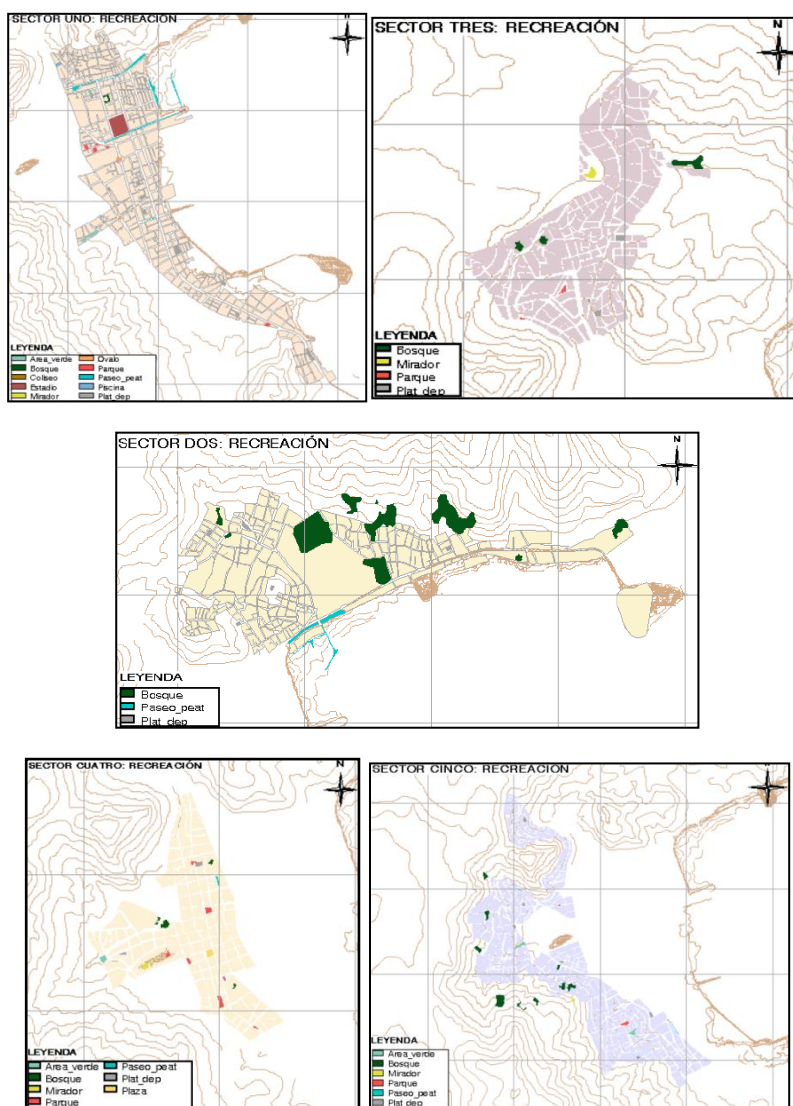 SECTOR UNO: RECREACION
N
LEYENDA
Area_verde
Bosque
Coliseo
Estadio
Mirador
Ovalo
Parque
Paseo_peat
Piscina
Plat_dep
SECTOR TRES: RECREACIÓN
N
LEYENDA
Bosque
Mirador
Parque
Plat_dep
SECTOR DOS: RECREACIÓN
N
LEYENDA
Bosque
Paseo_peat
Plat_dep
SECTOR CUATRO: RECREACIÓN
N
LEYENDA
Area_verde
Bosque
Mirador
Parque
Paseo_peat
Plat_dep
Plaza
SECTOR CINCO: RECREACION
N
LEYENDA
Area_verde
Bosque
Mirador
Parque
Paseo_peat
Plat_dep